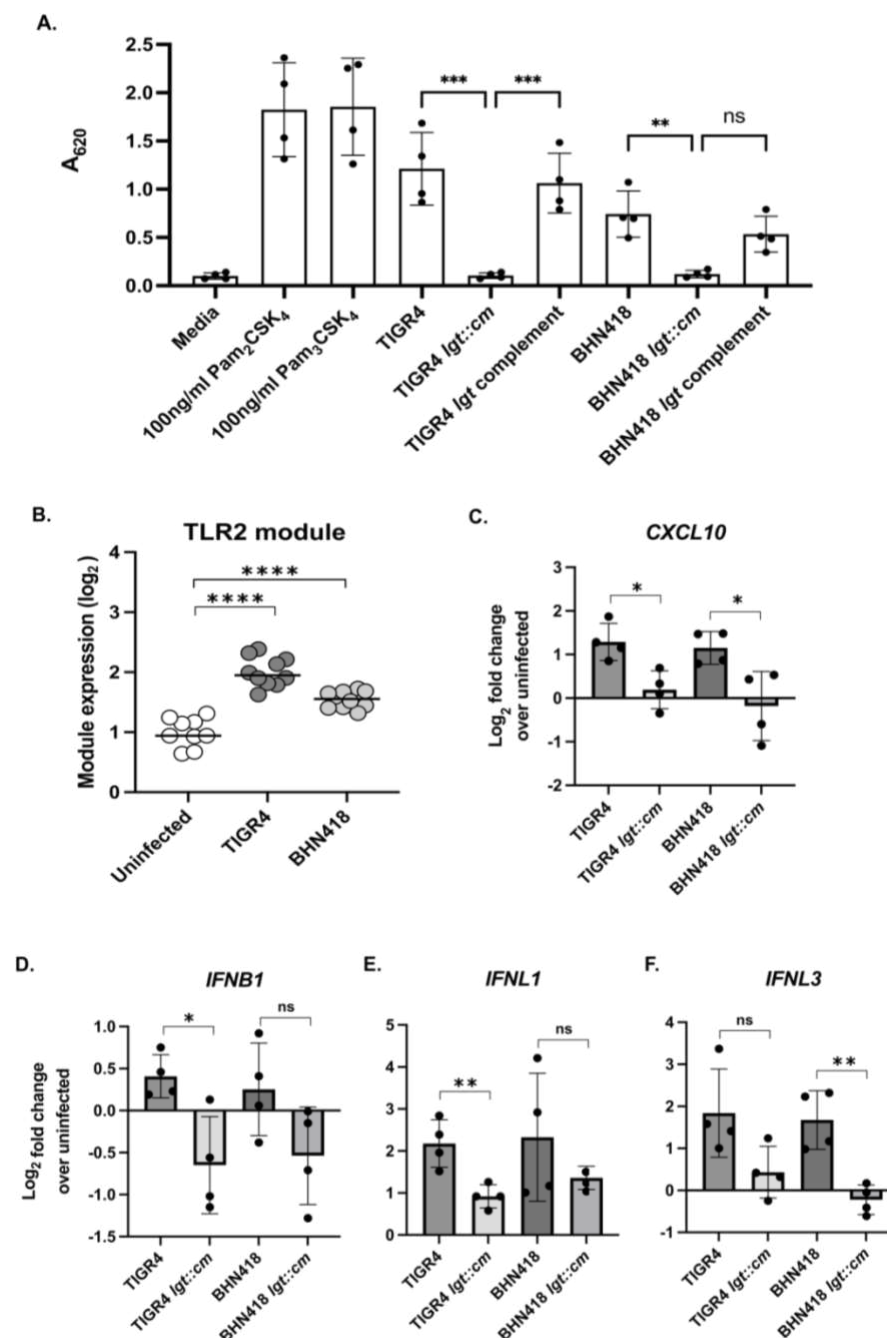 A.
2.5
2.0
1.5
1.0
0.5
0.0
A620
***
***
**
ns
Media
100ng/ml Pam2CSK4
100ng/ml Pam3CSK4
TIGR4
TIGR4 lgt::cm
TIGR4 lgt complement
BHN418
BHN418 lgt::cm
BHN418 lgt complement
B.
TLR2 module
Module expression (log2)
4
3
2
1
0
****
****
Uninfected
TIGR4
BHN418
C.
CXCL10
Log2 fold change
over uninfected
3
2
1
0
-1
-2
*
*
TIGR4
TIGR4 lgt::cm
BHN418
BHN418 lgt::cm
D.
IFNB1
Log2 fold change
over uninfected
1.0
0.5
0.0
-0.5
-1.0
-1.5
*
ns
TIGR4
TIGR4 lgt::cm
BHN418
BHN418 lgt::cm
E.
IFNL1
5
4
3
2
1
0
**
ns
TIGR4
TIGR4 lgt::cm
BHN418
BHN418 lgt::cm
F.
IFNL3
4
3
2
1
0
-1
ns
**
TIGR4
TIGR4 lgt::cm
BHN418
BHN418 lgt::cm